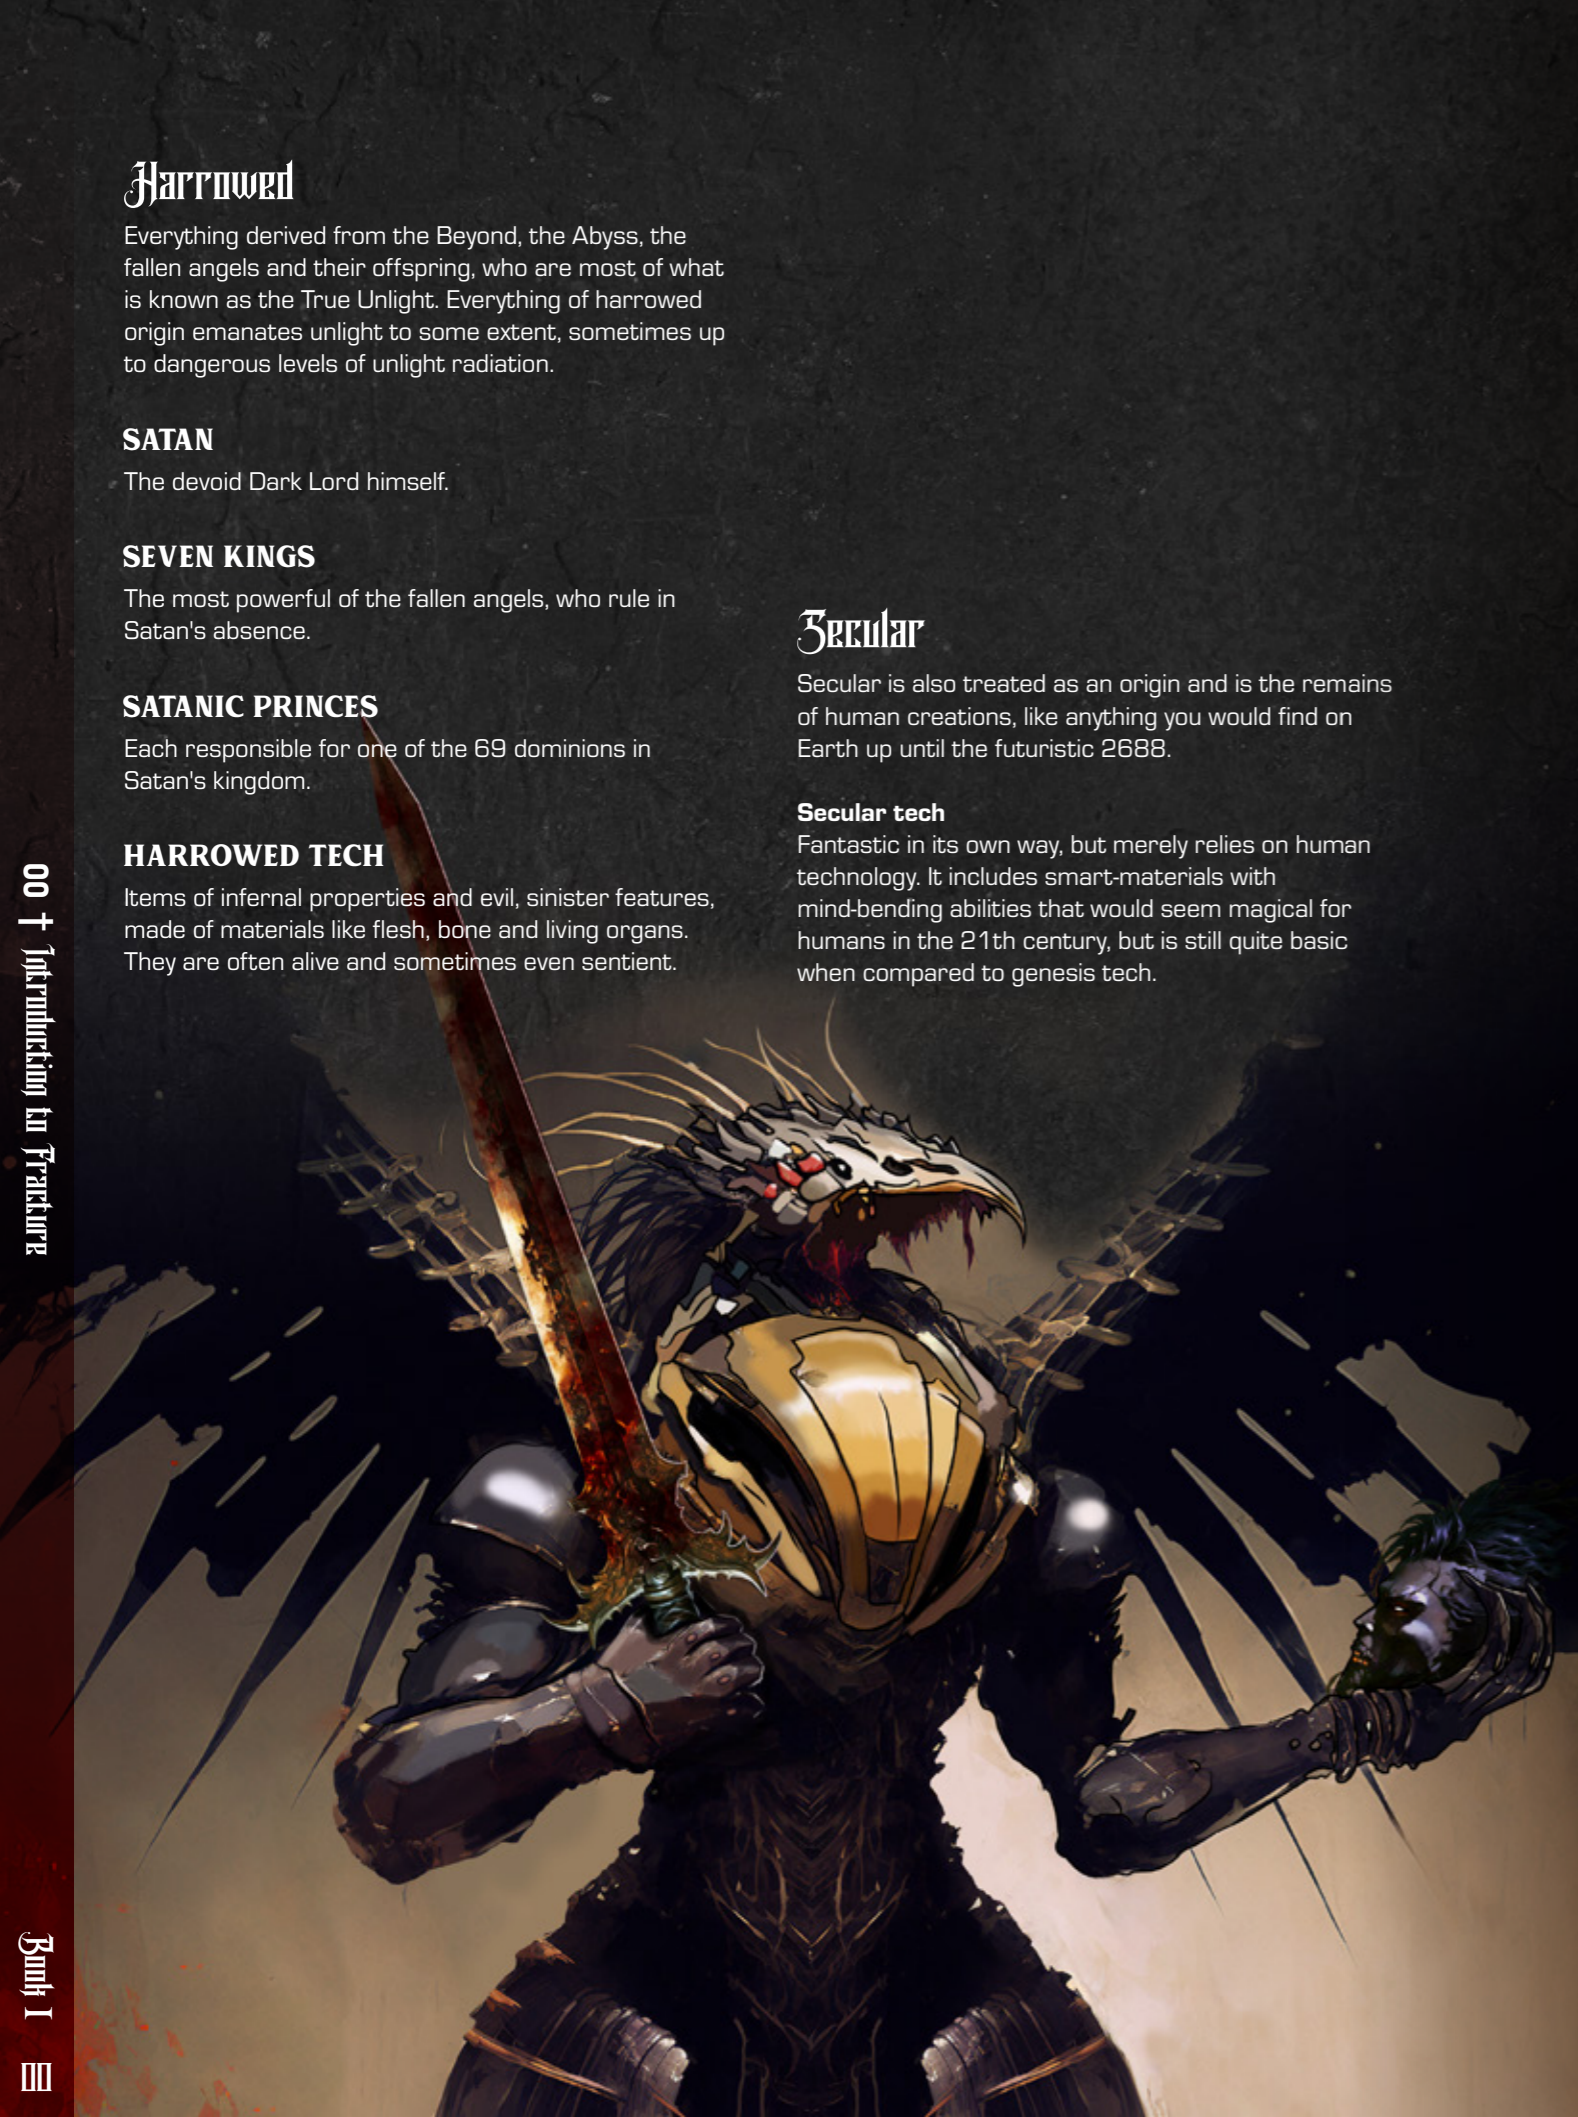 Harrowed
Everything derived from the Beyond, the Abyss, the
fallen angels and their offspring, who are most of what
is known as the True Unlight. Everything of harrowed
origin emanates unlight to some extent, sometimes up
to dangerous levels of unlight radiation.
SATAN
The devoid Dark Lord himself.
SEVEN KINGS
The most powerful of the fallen angels, who rule in
Satan's absence.
SATANIC PRINCES
Each responsible for one of the 69 dominions in
Satan's kingdom.
HARROWED TECH
Items of infernal properties and evil, sinister features,
made of materials like flesh, bone and living organs.
They are often alive and sometimes even sentient.
Secular
Secular is also treated as an origin and is the remains
of human creations, like anything you would find on
Earth up until the futuristic 2688.
Secular tech
Fantastic in its own way, but merely relies on human
technology. It includes smart-materials with
mind-bending abilities that would seem magical for
humans in the 21th century, but is still quite basic
when compared to genesis tech.
00 † Introducting to Fracture
Book I 00